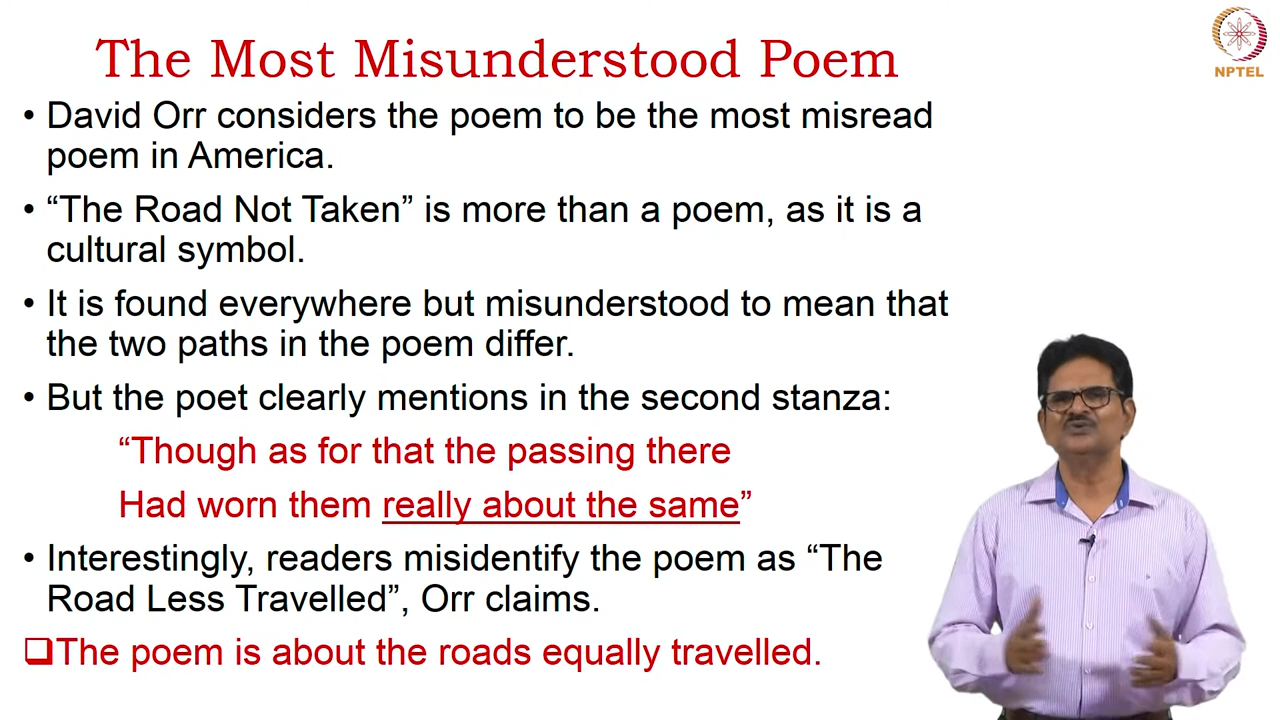 The Most Misunderstood Poem
NPTEL
• David Orr considers the poem to be the most misread
poem in America.
• “The Road Not Taken” is more than a poem, as it is a
cultural symbol.
• It is found everywhere but misunderstood to mean that
the two paths in the poem differ.
• But the poet clearly mentions in the second stanza:
“Though as for that the passing there
Had worn them really about the same”
• Interestingly, readers misidentify the poem as “The
Road Less Travelled”, Orr claims.
❑The poem is about the roads equally travelled.